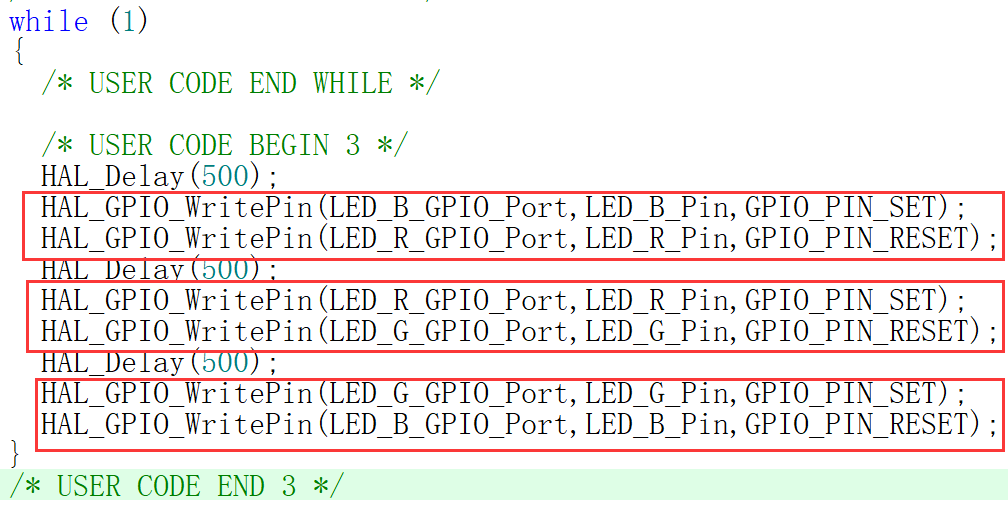 while (1)
{
/* USER CODE END WHILE */
/* USER CODE BEGIN 3 */
HAL_Delay(500);
HAL_GPIO_WritePin(LED_B_GPIO_Port,LED_B_Pin,GPIO_PIN_SET);
HAL_GPIO_WritePin(LED_R_GPIO_Port,LED_R_Pin,GPIO_PIN_RESET);
HAL_Delay(500);
HAL_GPIO_WritePin(LED_R_GPIO_Port,LED_R_Pin,GPIO_PIN_SET);
HAL_GPIO_WritePin(LED_G_GPIO_Port,LED_G_Pin,GPIO_PIN_RESET);
HAL_Delay(500);
HAL_GPIO_WritePin(LED_G_GPIO_Port,LED_G_Pin,GPIO_PIN_SET);
HAL_GPIO_WritePin(LED_B_GPIO_Port,LED_B_Pin,GPIO_PIN_RESET);
}
/* USER CODE END 3 */